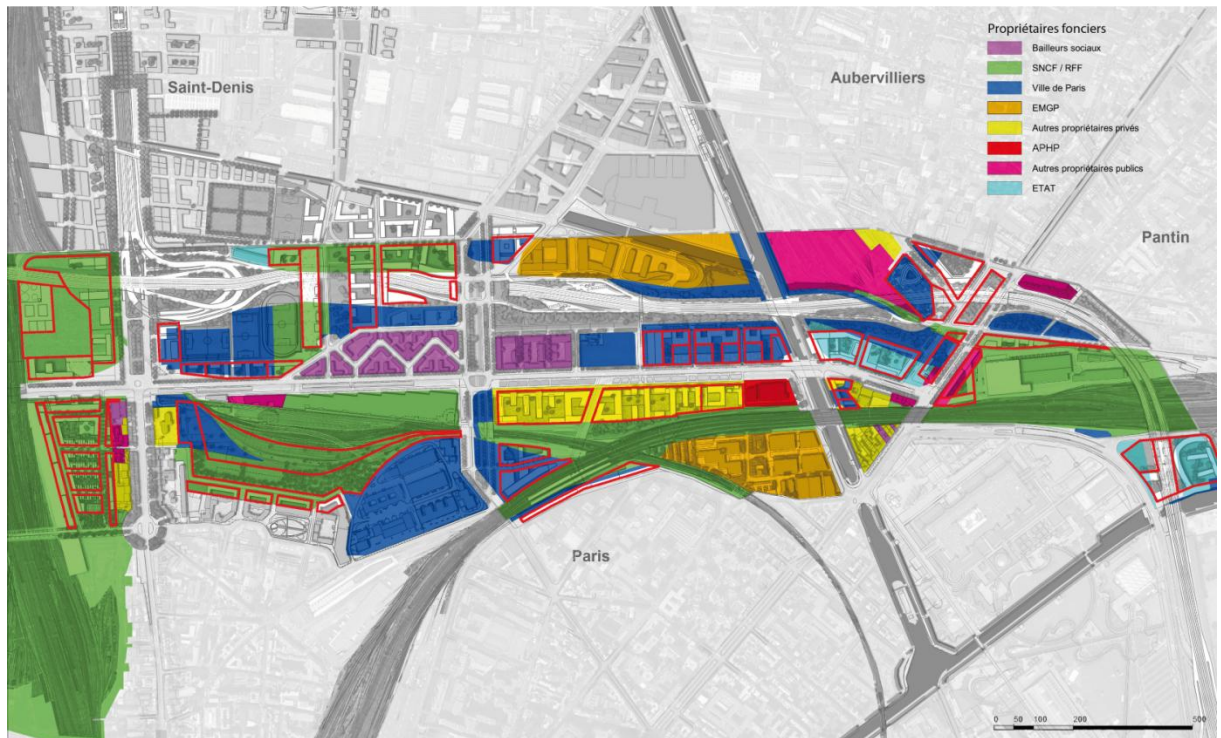 Propriétaires fonciers
Bailleurs sociaux
SNCF / RFF
Ville de Paris
EMGP
Autres propriétaires privés
APHP
Autres propriétaires publics
ETAT
Saint-Denis
Aubervilliers
Pantin
Paris
0 50 100 200 500